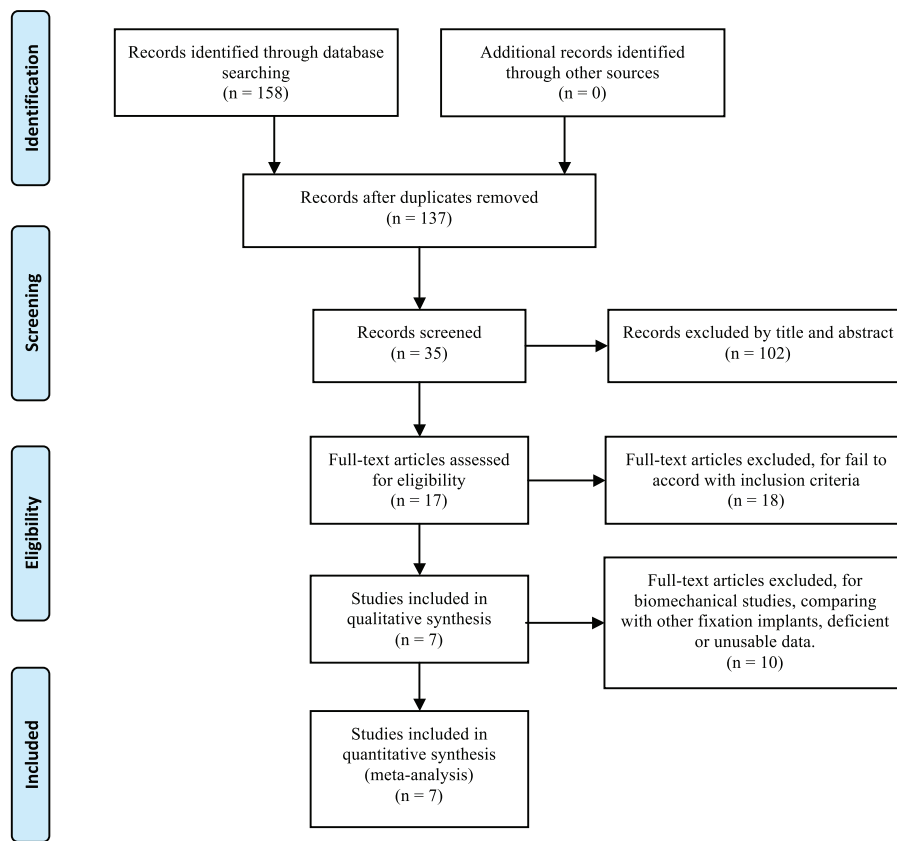 Identification
Records identified through database
searching
(n = 158)
Additional records identified
through other sources
(n = 0)
Records after duplicates removed
(n = 137)
Screening
Records screened
(n = 35)
Records excluded by title and abstract
(n = 102)
Eligibility
Full-text articles assessed
for eligibility
(n = 17)
Full-text articles excluded, for fail to
accord with inclusion criteria
(n = 18)
Studies included in
qualitative synthesis
(n = 7)
Full-text articles excluded, for
biomechanical studies, comparing
with other fixation implants, deficient
or unusable data.
(n = 10)
Included
Studies included in
quantitative synthesis
(meta-analysis)
(n = 7)